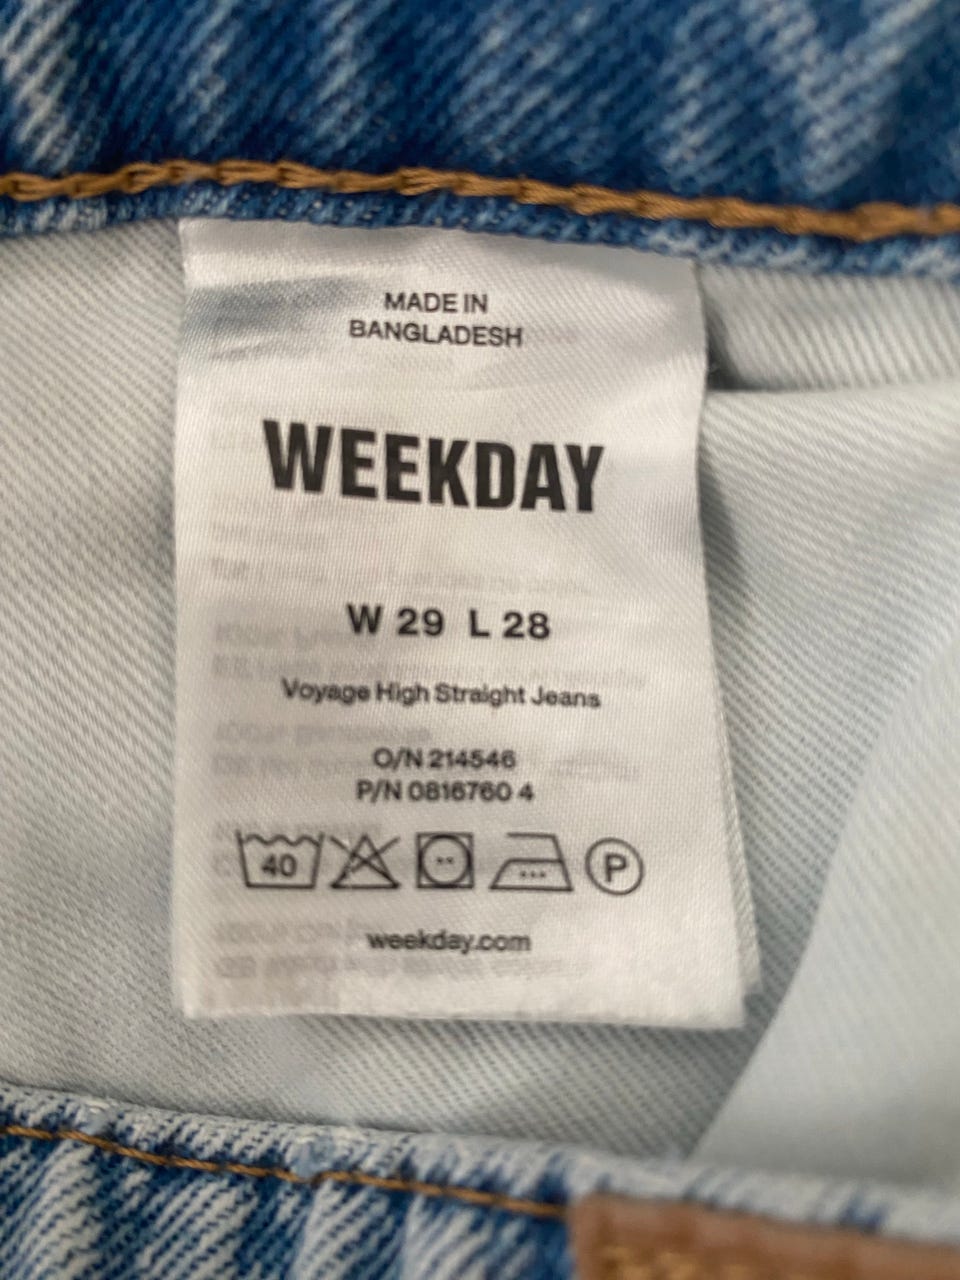 MADE IN
BANGLADESH
WEEKDAY
W 29 L 28
Voyage High Straight Jeans
O/N 214546
P/N 0816760 4
40 P
weekday.com